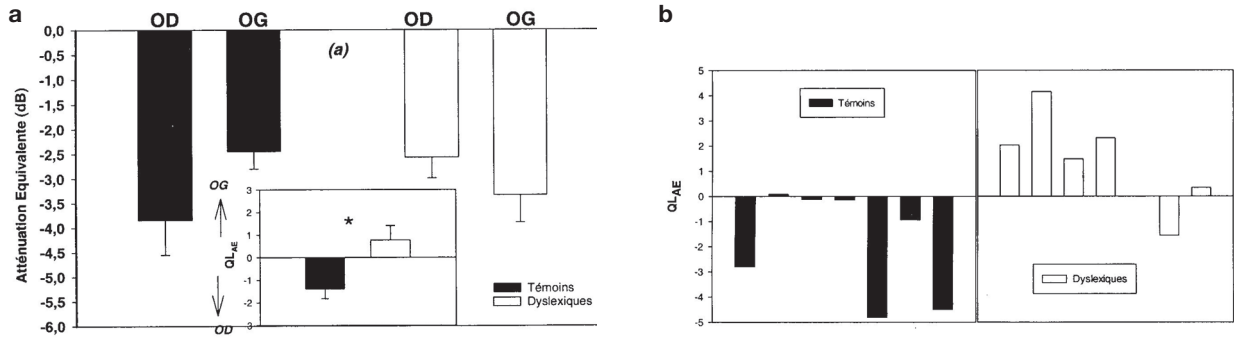 a
OD OG OD OG
(a)
Atténuation Equivalente (dB)
0,0
-0,5
-1,0
-1,5
-2,0
-2,5
-3,0
-3,5
-4,0
-4,5
-5,0
-5,5
-6,0
OG
OD
QLAE
3
2
1
0
-1
-2
3
*
Témoins
Dyslexiques
b
QLAE
5
4
3
2
1
0
-1
-2
-3
-4
-5
Témoins
Dyslexiques